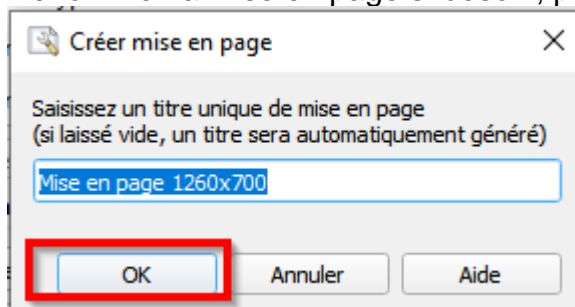 Créer mise en page
Saisissez un titre unique de mise en page
(si laissé vide, un titre sera automatiquement généré)
Mise en page 1260x700
OK
Annuler
Aide